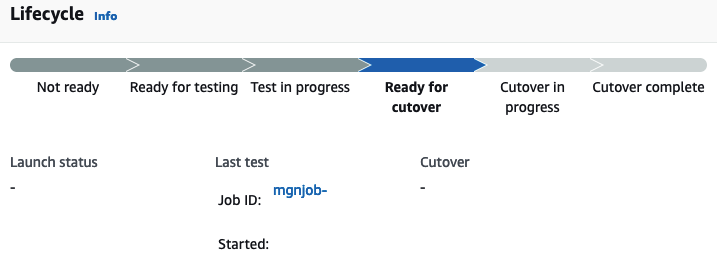 Lifecycle Info
Not ready Ready for testing Test in progress Ready for cutover Cutover in progress Cutover complete
Launch status Last test Cutover
- Job ID: mgnjob- -
Started: